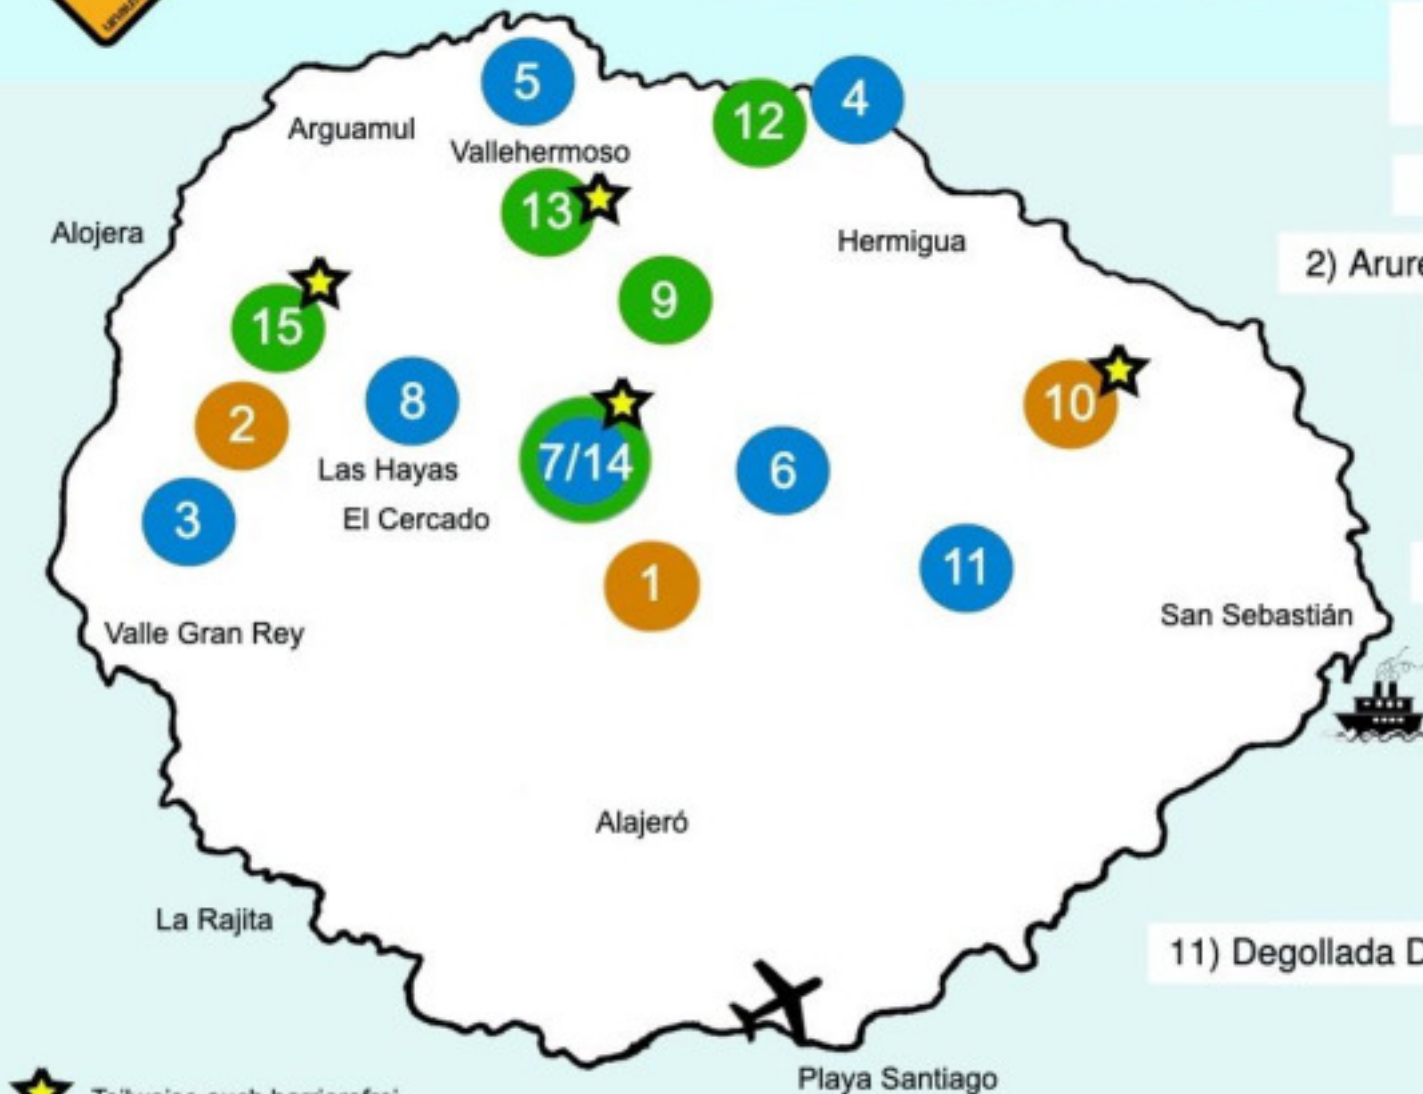 5
4
12
Arguamul
Vallehermoso
13
Alojera
Hermigua
2) Arure
9
15
8
2
10
7/14
6
Las Hayas
El Cercado
3
11
1
San Sebastián
Valle Gran Rey
Alajeró
La Rajita
11) Degollada D
Playa Santiago